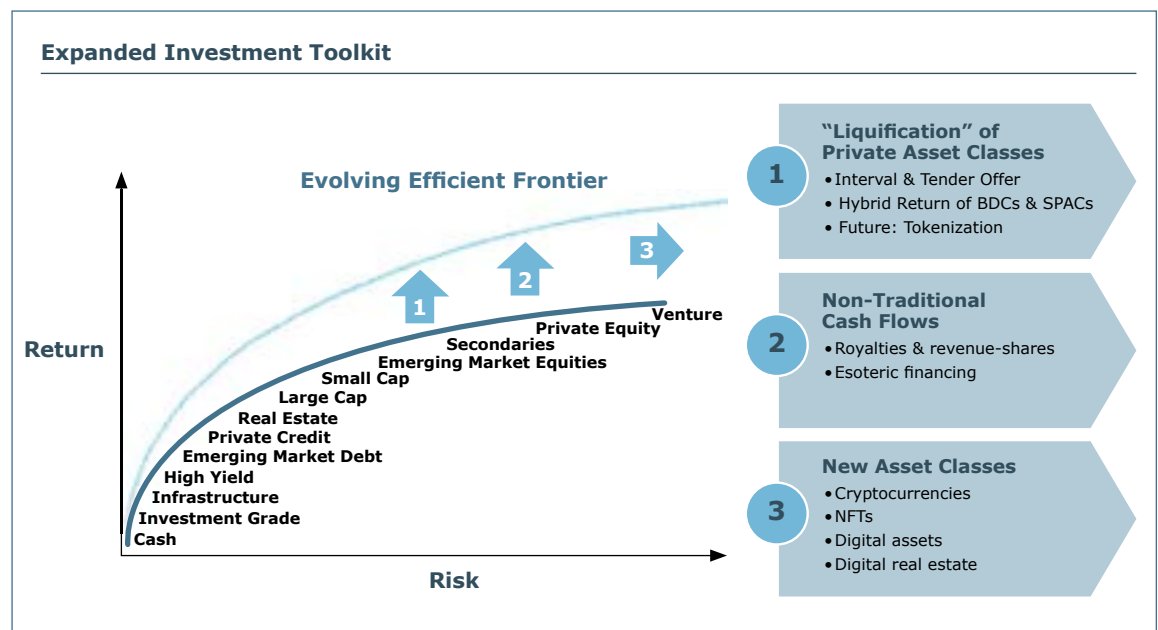 Expanded Investment Toolkit
Evolving Efficient Frontier
Return
1
2
3
Venture
Private Equity
Secondaries
Emerging Market Equities
Small Cap
Large Cap
Real Estate
Private Credit
Emerging Market Debt
High Yield
Infrastructure
Investment Grade
Cash
Risk
1
“Liquification” of
Private Asset Classes
•Interval & Tender Offer
•Hybrid Return of BDCs & SPACs
•Future: Tokenization
2
Non-Traditional
Cash Flows
•Royalties & revenue-shares
•Esoteric financing
3
New Asset Classes
•Cryptocurrencies
•NFTs
•Digital assets
•Digital real estate